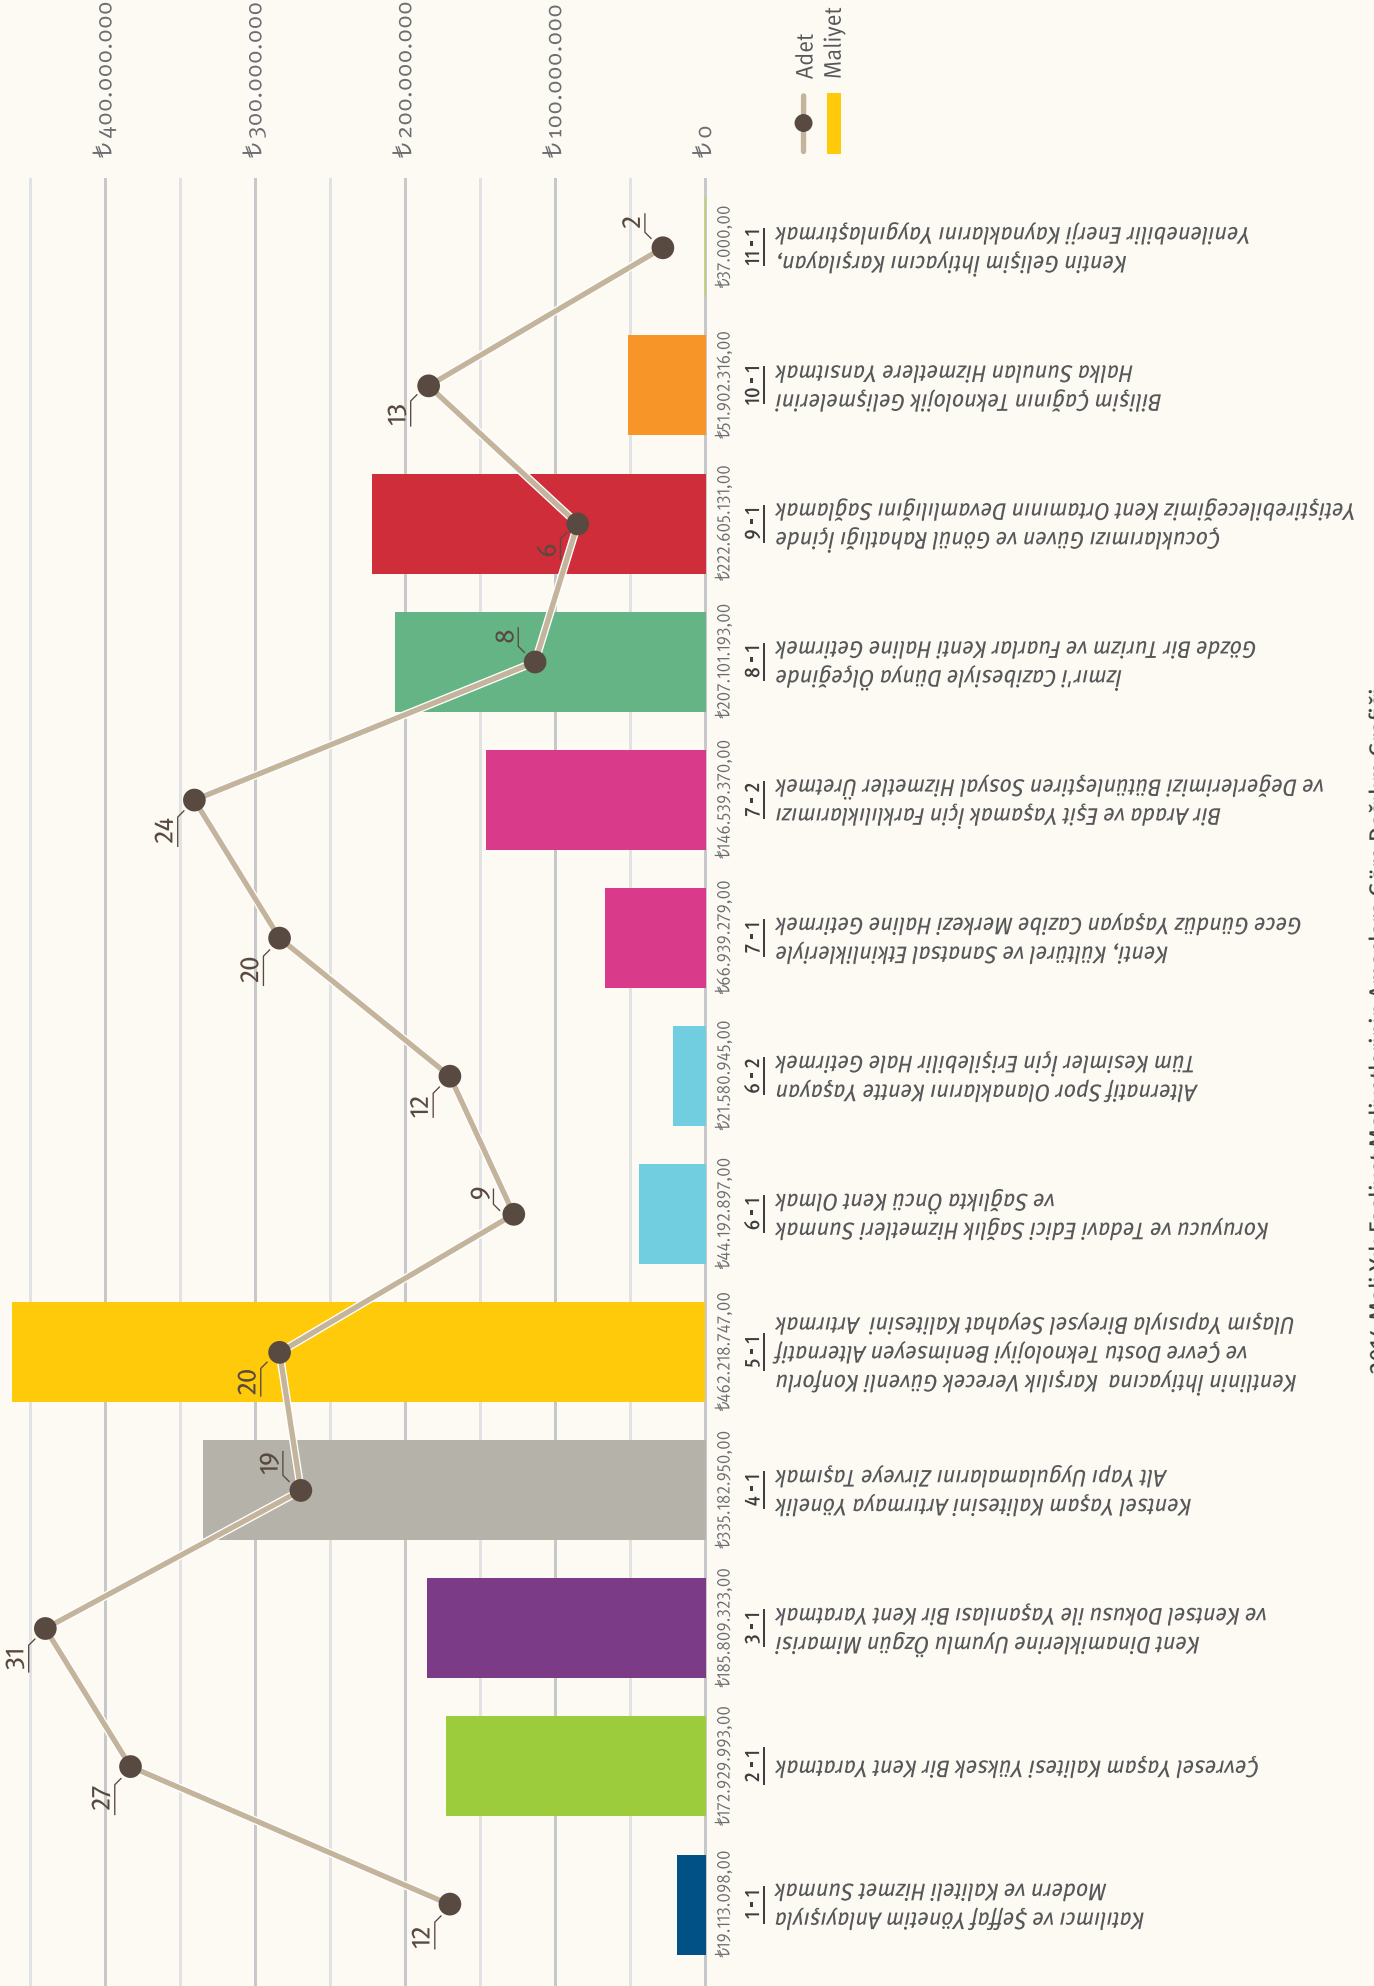 ₺400.000.000
₺300.000.000
₺200.000.000
₺100.000.000
₺0
31
27
24
20
20
19
13
12
12
9
8
6
2
₺19.113.098,00
₺172.929.993,00
₺185.809.323,00
₺335.182.950,00
₺462.218.747,00
₺44.192.897,00
₺21.580.945,00
₺66.939.279,00
₺146.539.370,00
₺207.101.193,00
₺222.605.131,00
₺51.902.316,00
₺37.000,00
1-1
Katılımcı ve Şeffaf Yönetim Anlayışıyla
Modern ve Kaliteli Hizmet Sunmak
2-1
Çevresel Yaşam Kalitesi Yüksek Bir Kent Yaratmak
3-1
Kent Dinamiklerine Uyumlu Özgün Mimarisi
ve Kentsel Dokusu ile Yaşanılası Bir Kent Yaratmak
4-1
Kentsel Yaşam Kalitesini Artırmaya Yönelik
Alt Yapı Uygulamalarını Zirveye Taşımak
5-1
Kentlinin İhtiyacına Karşılık Verecek Güvenli Konforlu
ve Çevre Dostu Teknolojiyi Benimseyen Alternatif
Ulaşım Yapısıyla Bireysel Seyahat Kalitesini Artırmak
6-1
Koruyucu ve Tedavi Edici Sağlık Hizmetleri Sunmak
ve Sağlıkta Öncü Kent Olmak
6-2
Alternatif Spor Olanaklarını Kentte Yaşayan
Tüm Kesimler İçin Erişilebilir Hale Getirmek
7-1
Kenti, Kültürel ve Sanatsal Etkinlikleriyle
Gece Gündüz Yaşayan Cazibe Merkezi Haline Getirmek
7-2
Bir Arada ve Eşit Yaşamak İçin Farklılıklarımızı
ve Değerlerimizi Bütünleştiren Sosyal Hizmetler Üretmek
8-1
İzmir'i Cazibesiyle Dünya Ölçeğinde
Gözde Bir Turizm ve Fuarlar Kenti Haline Getirmek
9-1
Çocuklarımızı Güven ve Gönül Rahatlığı İçinde
Yetiştirebileceğimiz Kent Ortamının Devamlılığını Sağlamak
10-1
Bilişim Çağının Teknolojik Gelişmelerini
Halka Sunulan Hizmetlere Yansıtmak
11-1
Kentin Gelişim İhtiyacını Karşılayan,
Yenilenebilir Enerji Kaynaklarını Yaygınlaştırmak
Adet
Maliyet